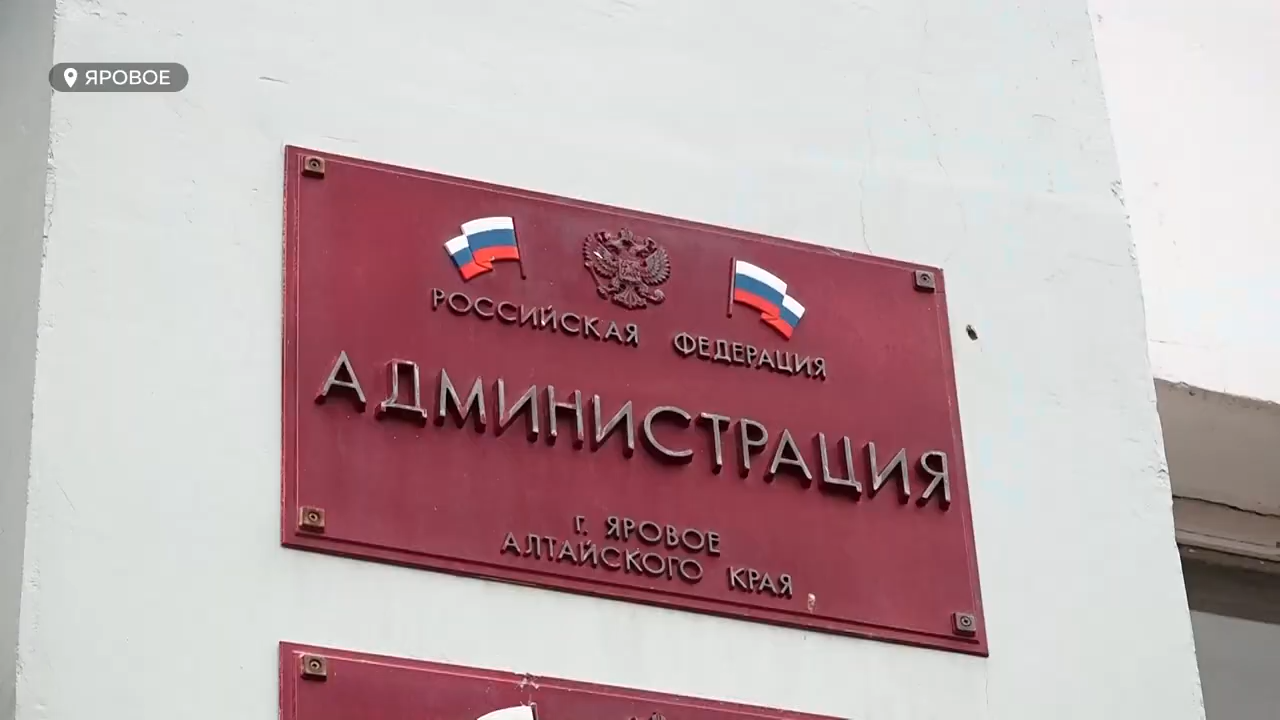 ЯРОВОЕ
РОССИЙСКАЯ ФЕДЕРАЦИЯ
АДМИНИСТРАЦИЯ
Г. ЯРОВОЕ
АЛТАЙСКОГО КРАЯ